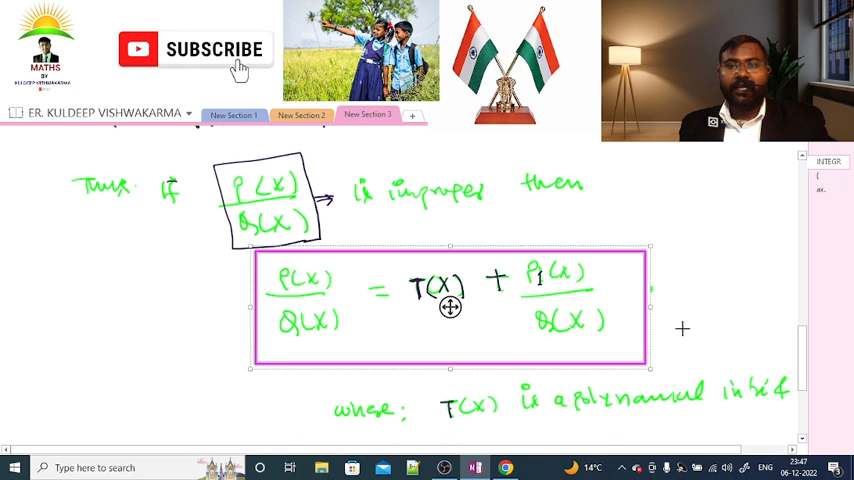 SUBSCRIBE
MATHS
BY
KULDEEP VISHWAKARMA
ER. KULDEEP VISHWAKARMA
New Section 1
New Section 2
New Section 3
+
INTEGR
{
ax.
Thus. if P(X)/Q(X) ⇒ is improper then
P(X)/Q(X) = T(X) + P1(X)/Q(X) .
where; T(X) is a polynomial in
Type here to search
14°C
ENG
23:47
06-12-2022
3